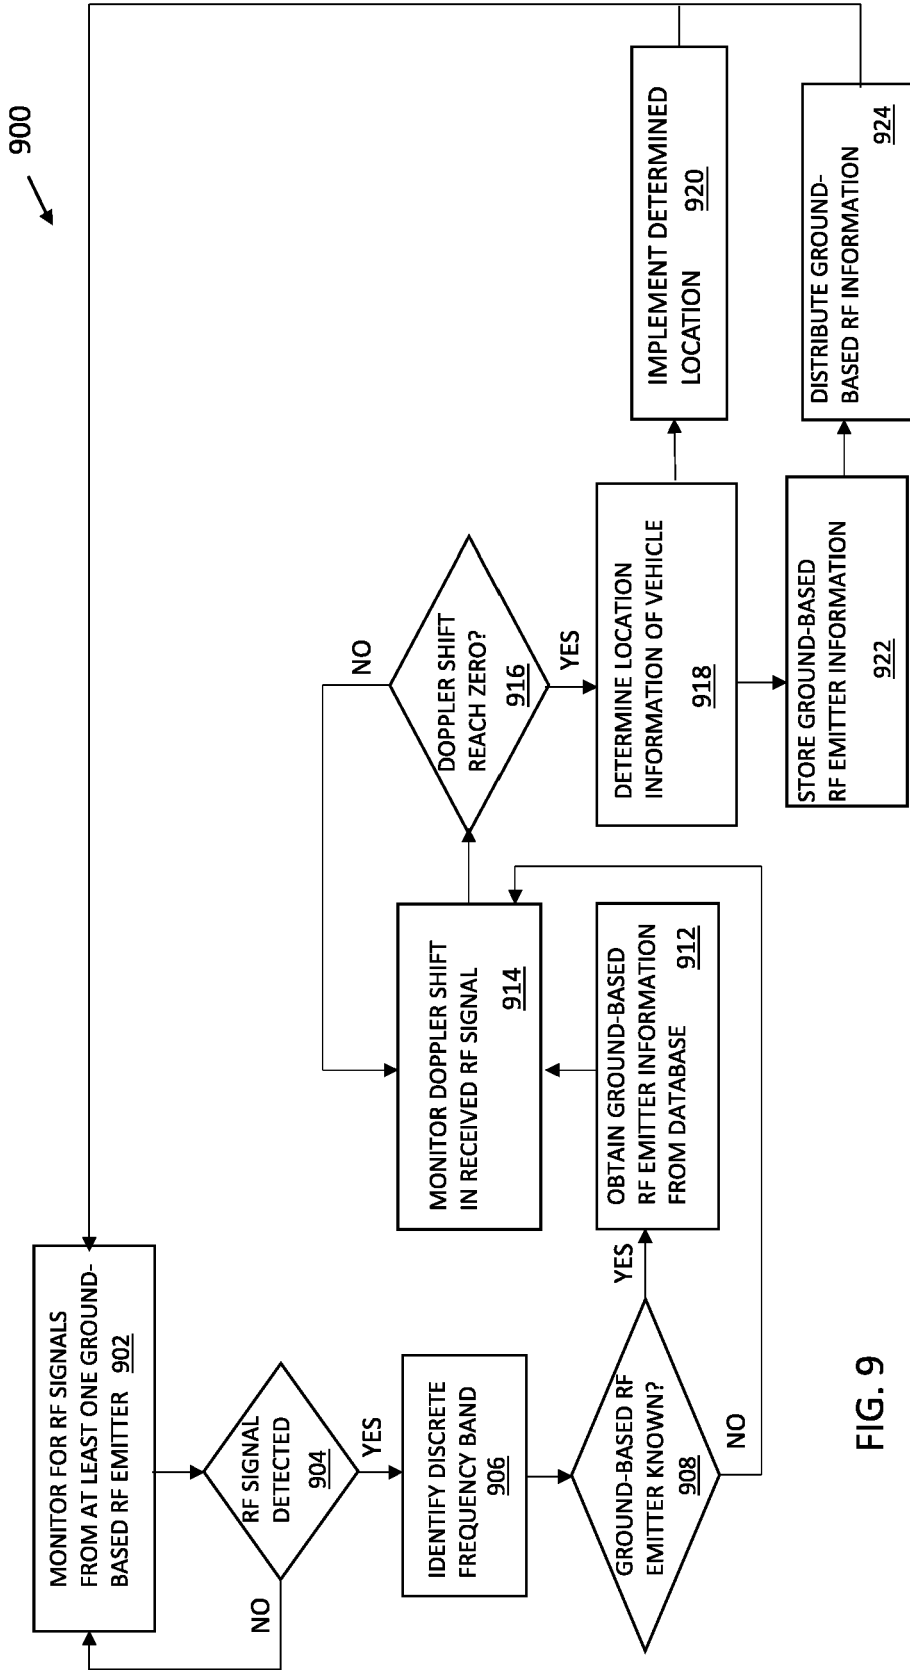 900
MONITOR FOR RF SIGNALS
FROM AT LEAST ONE GROUND-
BASED RF EMITTER 902
RF SIGNAL
DETECTED
904
NO
YES
IDENTIFY DISCRETE
FREQUENCY BAND
906
GROUND-BASED RF
EMITTER KNOWN?
908
YES
NO
OBTAIN GROUND-BASED
RF EMITTER INFORMATION
FROM DATABASE
912
MONITOR DOPPLER SHIFT
IN RECEIVED RF SIGNAL
914
DOPPLER SHIFT
REACH ZERO?
916
NO
YES
DETERMINE LOCATION
INFORMATION OF VEHICLE
918
IMPLEMENT DETERMINED
LOCATION
920
STORE GROUND-BASED
RF EMITTER INFORMATION
922
DISTRIBUTE GROUND-
BASED RF INFORMATION
924
FIG. 9